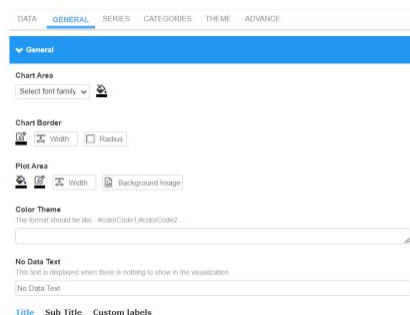 DATA GENERAL SERIES CATEGORIES THEME ADVANCE
General
Chart Area
Select font family
Chart Border
Width Radius
Plot Area
Width Background Image
Color Theme
The format should be like - #colorCode1,#colorCode2..
No Data Text
This text is displayed when there is nothing to show in the visualization
No Data Text
Title Sub Title Custom labels